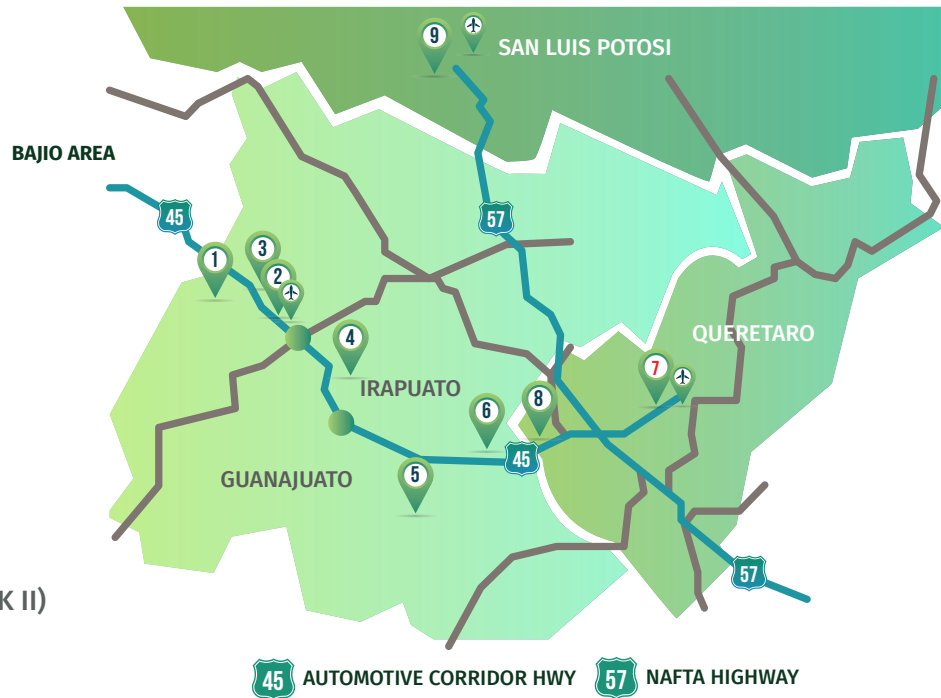 9
SAN LUIS POTOSI
BAJIO AREA
45
57
3
1
2
4
QUERETARO
7
IRAPUATO
8
6
45
GUANAJUATO
5
57
K II)
45 AUTOMOTIVE CORRIDOR HWY 57 NAFTA HIGHWAY